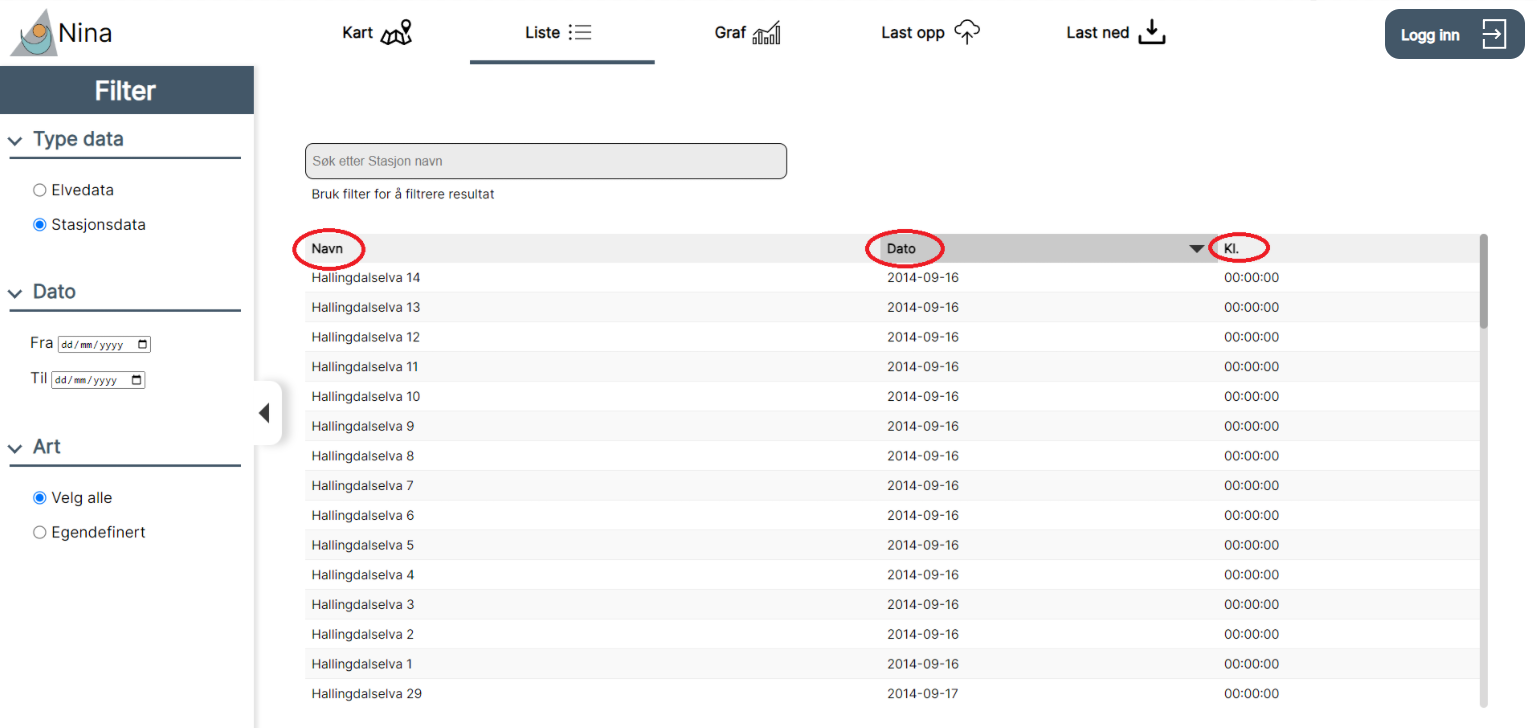 Nina
Kart
Liste
Graf
Last opp
Last ned
Logg inn
Filter
Type data
Elvedata
Stasjonsdata
Dato
Fra dd/mm/yyyy
Til dd/mm/yyyy
Art
Velg alle
Egendefinert
Søk etter Stasjon navn
Bruk filter for å filtrere resultat
Navn Dato Kl.
Hallingdalselva 14 2014-09-16 00:00:00
Hallingdalselva 13 2014-09-16 00:00:00
Hallingdalselva 12 2014-09-16 00:00:00
Hallingdalselva 11 2014-09-16 00:00:00
Hallingdalselva 10 2014-09-16 00:00:00
Hallingdalselva 9 2014-09-16 00:00:00
Hallingdalselva 8 2014-09-16 00:00:00
Hallingdalselva 7 2014-09-16 00:00:00
Hallingdalselva 6 2014-09-16 00:00:00
Hallingdalselva 5 2014-09-16 00:00:00
Hallingdalselva 4 2014-09-16 00:00:00
Hallingdalselva 3 2014-09-16 00:00:00
Hallingdalselva 2 2014-09-16 00:00:00
Hallingdalselva 1 2014-09-16 00:00:00
Hallingdalselva 29 2014-09-17 00:00:00